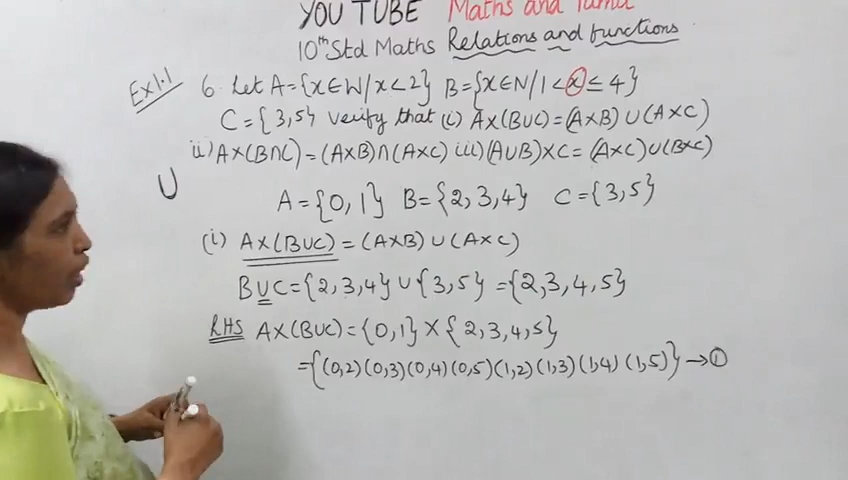 YOU TUBE Maths and Tamil
10th Std Maths Relations and functions
Ex 1.1 6. Let A={x∈W/x<2} B={x∈N/1<x≤4}
C={3,5} verify that (i) A×(B∪C)=(A×B)∪(A×C)
ii) A×(B∩C)=(A×B)∩(A×C) iii) (A∪B)×C=(A×C)∪(B×C)
∪
A={0,1} B={2,3,4} C={3,5}
(i) A×(B∪C)=(A×B)∪(A×C)
B∪C={2,3,4}∪{3,5}={2,3,4,5}
RHS A×(B∪C)={0,1}×{2,3,4,5}
={(0,2)(0,3)(0,4)(0,5)(1,2)(1,3)(1,4)(1,5)}→①